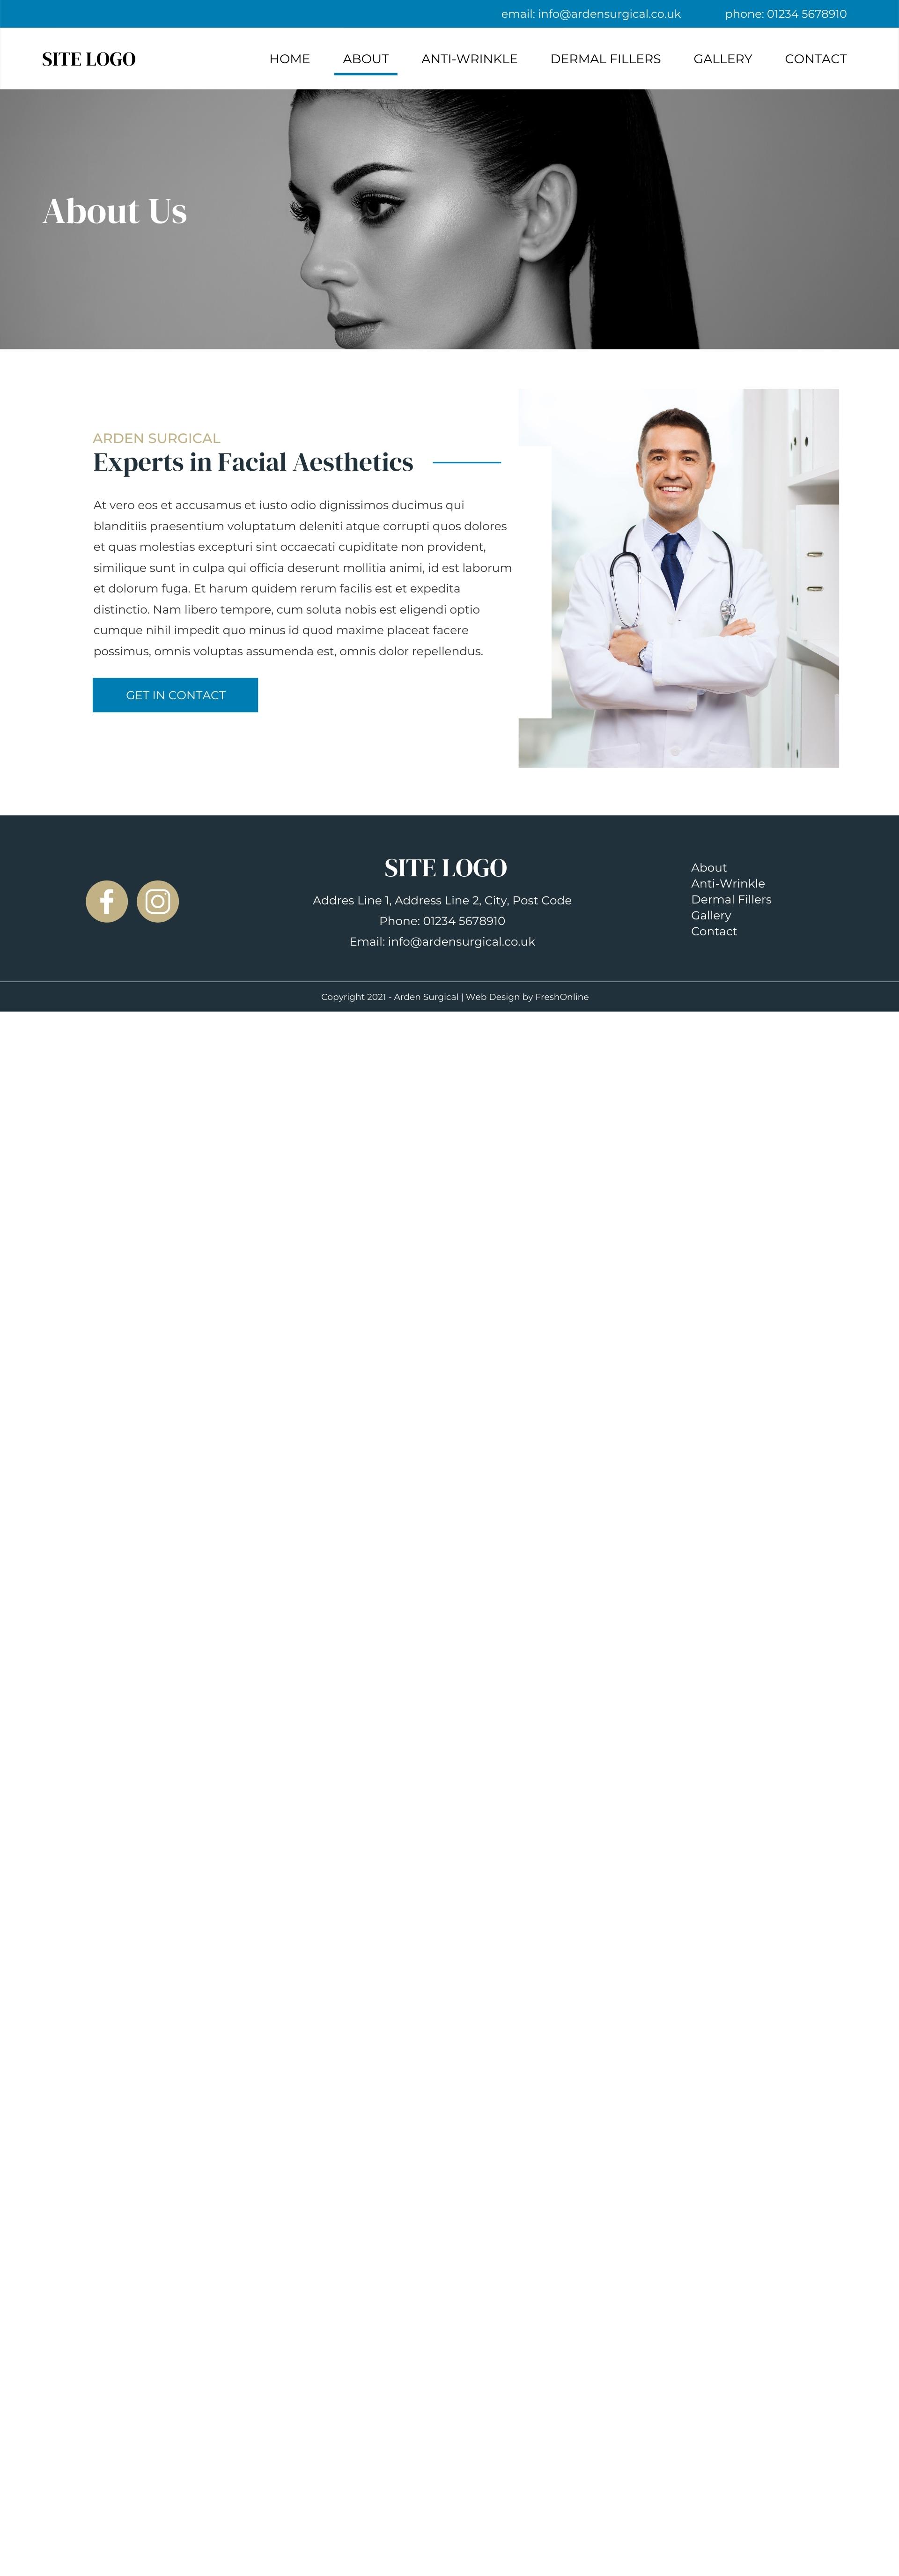 email: info@ardensurgical.co.uk phone: 01234 5678910
SITE LOGO
HOME ABOUT ANTI-WRINKLE DERMAL FILLERS GALLERY CONTACT
About Us
ARDEN SURGICAL
Experts in Facial Aesthetics
At vero eos et accusamus et iusto odio dignissimos ducimus qui
blanditiis praesentium voluptatum deleniti atque corrupti quos dolores
et quas molestias excepturi sint occaecati cupiditate non provident,
similique sunt in culpa qui officia deserunt mollitia animi, id est laborum
et dolorum fuga. Et harum quidem rerum facilis est et expedita
distinctio. Nam libero tempore, cum soluta nobis est eligendi optio
cumque nihil impedit quo minus id quod maxime placeat facere
possimus, omnis voluptas assumenda est, omnis dolor repellendus.
GET IN CONTACT
SITE LOGO
Addres Line 1, Address Line 2, City, Post Code
Phone: 01234 5678910
Email: info@ardensurgical.co.uk
About
Anti-Wrinkle
Dermal Fillers
Gallery
Contact
Copyright 2021 - Arden Surgical | Web Design by FreshOnline